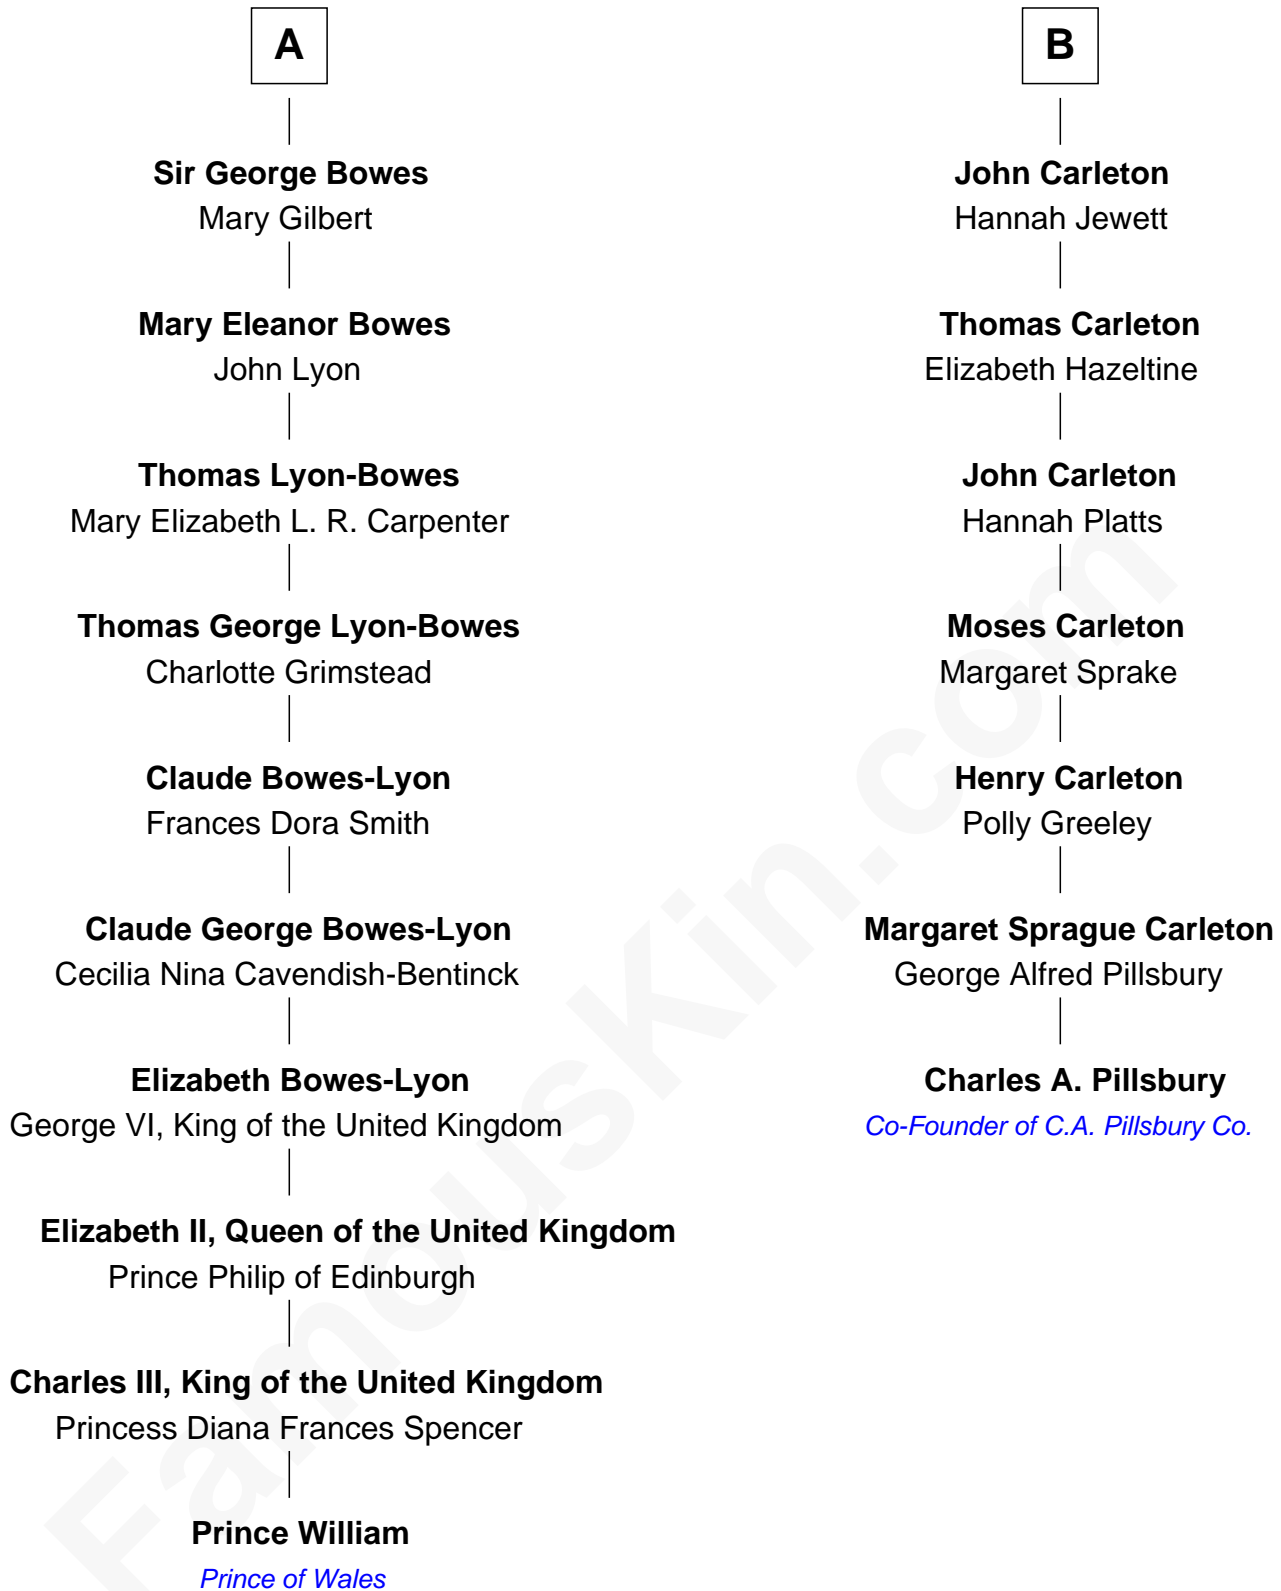 A
Sir George Bowes
Mary Gilbert
Mary Eleanor Bowes
John Lyon
Thomas Lyon-Bowes
Mary Elizabeth L. R. Carpenter
Thomas George Lyon-Bowes
Charlotte Grimstead
Claude Bowes-Lyon
Frances Dora Smith
Claude George Bowes-Lyon
Cecilia Nina Cavendish-Bentinck
Elizabeth Bowes-Lyon
George VI, King of the United Kingdom
Elizabeth II, Queen of the United Kingdom
Prince Philip of Edinburgh
Charles III, King of the United Kingdom
Princess Diana Frances Spencer
Prince William
Prince of Wales
B
John Carleton
Hannah Jewett
Thomas Carleton
Elizabeth Hazeltine
John Carleton
Hannah Platts
Moses Carleton
Margaret Sprake
Henry Carleton
Polly Greeley
Margaret Sprague Carleton
George Alfred Pillsbury
Charles A. Pillsbury
Co-Founder of C.A. Pillsbury Co.
FamousKin.com